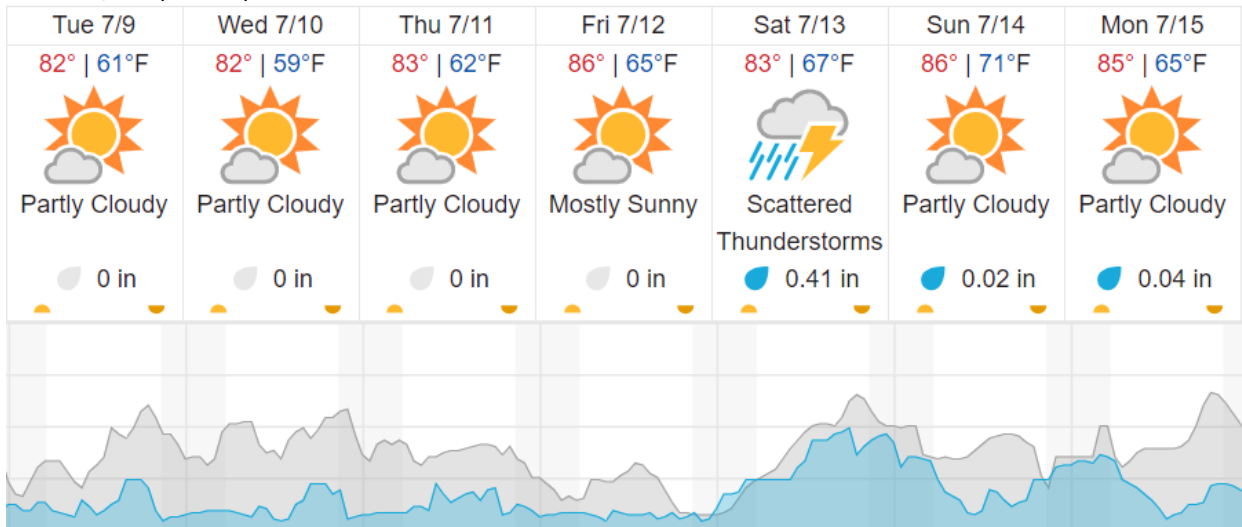 Tue 7/9 Wed 7/10 Thu 7/11 Fri 7/12 Sat 7/13 Sun 7/14 Mon 7/15
82° | 61°F 82° | 59°F 83° | 62°F 86° | 65°F 83° | 67°F 86° | 71°F 85° | 65°F
Partly Cloudy Partly Cloudy Partly Cloudy Mostly Sunny Scattered Partly Cloudy Partly Cloudy
Thunderstorms
0 in 0 in 0 in 0 in 0.41 in 0.02 in 0.04 in